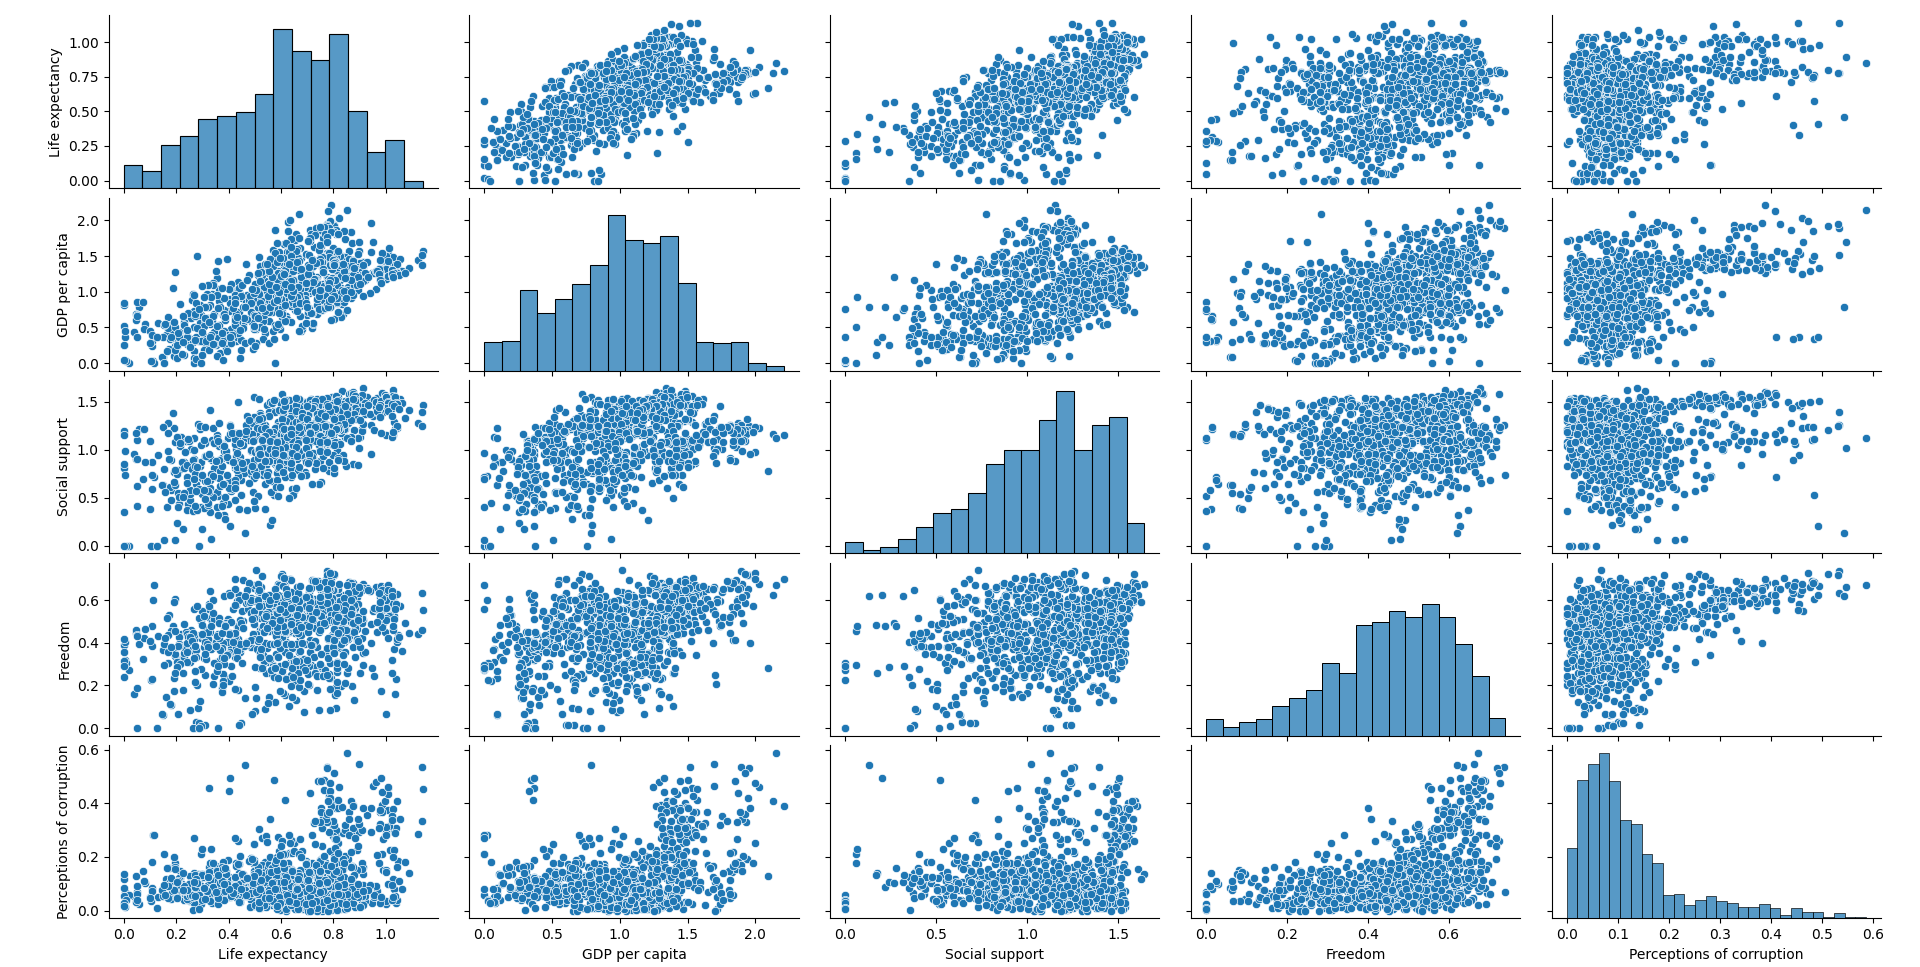 Life expectancy
1.00
0.75
0.50
0.25
0.00
GDP per capita
2.0
1.5
1.0
0.5
0.0
Social support
1.5
1.0
0.5
0.0
Freedom
0.6
0.4
0.2
0.0
Perceptions of corruption
0.6
0.4
0.2
0.0
0.0 0.2 0.4 0.6 0.8 1.0
Life expectancy
0.0 0.5 1.0 1.5 2.0
GDP per capita
0.0 0.5 1.0 1.5
Social support
0.0 0.2 0.4 0.6
Freedom
0.0 0.1 0.2 0.3 0.4 0.5 0.6
Perceptions of corruption